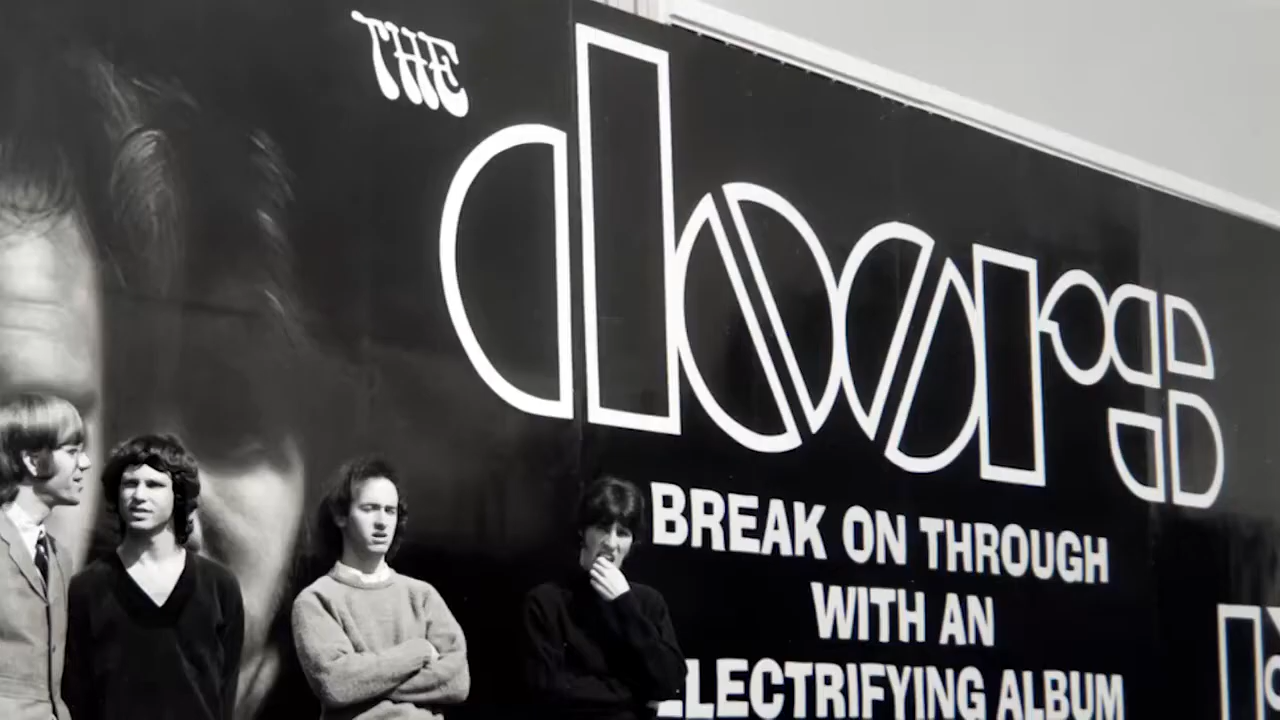 THE
doors
BREAK ON THROUGH
WITH AN
ELECTRIFYING ALBUM